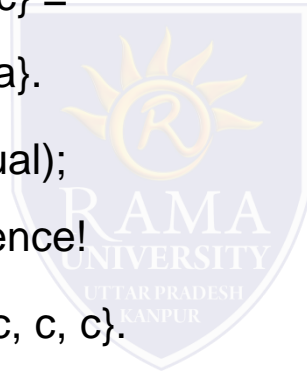 c} =
a}.
ual);
ence!
c, c, c}.
R
RAMA
UNIVERSITY
UTTAR PRADESH
KANPUR